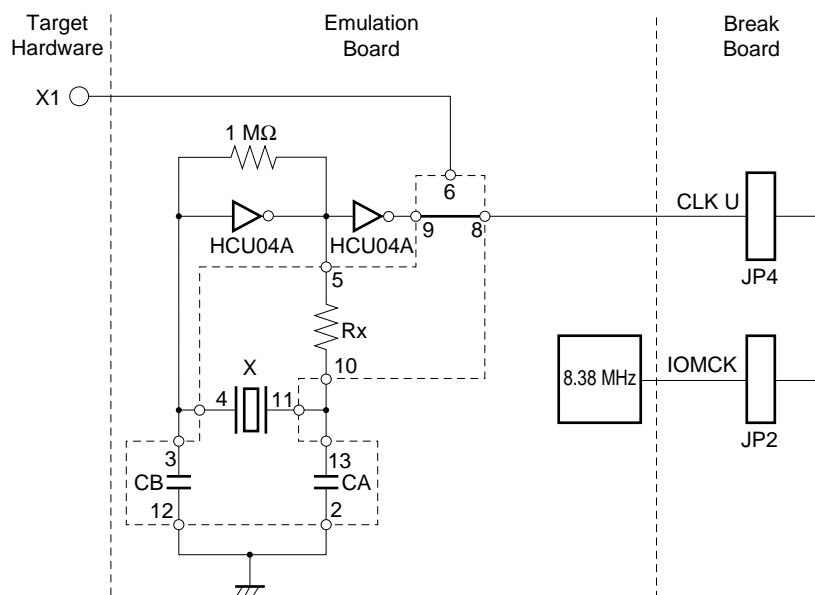 Target
Hardware
Emulation
Board
Break
Board
X1
1 MΩ
6
CLK U
HCU04A
HCU04A
9
8
5
JP4
Rx
X
10
8.38 MHz
IOMCK
4
11
JP2
3
13
CB
CA
12
2